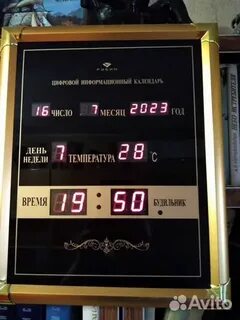 РУБИН
ЦИФРОВОЙ ИНФОРМАЦИОННЫЙ КАЛЕНДАРЬ
16 ЧИСЛО 7 МЕСЯЦ 2023 ГОД
ДЕНЬ НЕДЕЛИ 7 ТЕМПЕРАТУРА 28 °C
ВРЕМЯ 19:50 БУДИЛЬНИК
Avito